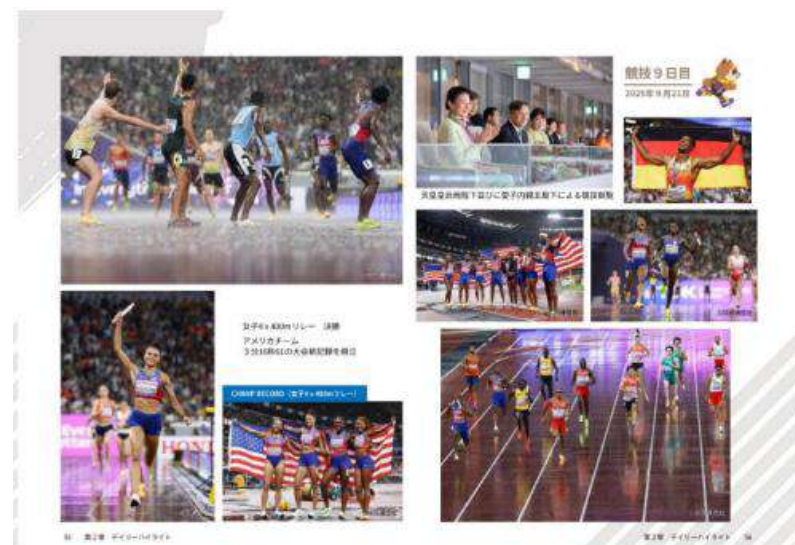 競技9日目
2025年9月21日
天皇皇后両陛下並びに愛子内親王殿下による競技御覧
女子4×400mリレー 決勝
アメリカチーム
3分16秒61の大会新記録を樹立
CHAMP RECORD(女子4×400mリレー)
HONDA
第2章 デイリーハイライト
第2章 デイリーハイライト